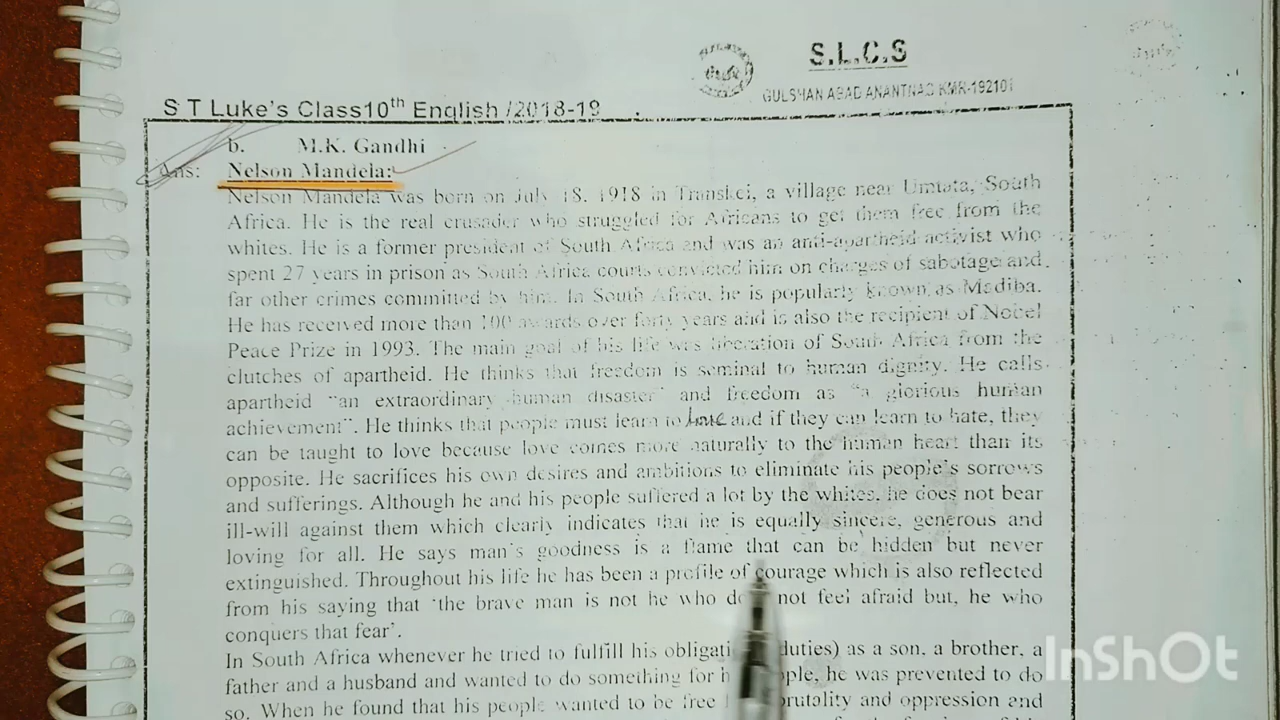 S.L.C.S
GULSHAN ABAD ANANTNAG KMR-192101
S T Luke's Class10th English /2018-19
b. M.K. Gandhi
Ans: Nelson Mandela:
Nelson Mandela was born on July 18, 1918 in Transkei, a village near Umtata, South
Africa. He is the real crusader who struggled for Africans to get them free from the
whites. He is a former president of South Africa and was an anti-apartheid activist who
spent 27 years in prison as South Africa courts convicted him on charges of sabotage and
far other crimes committed by him. In South Africa, he is popularly known as Madiba.
He has received more than 100 awards over forty years and is also the recipient of Nobel
Peace Prize in 1993. The main goal of his life was liberation of South Africa from the
clutches of apartheid. He thinks that freedom is seminal to human dignity. He calls
apartheid "an extraordinary human disaster" and freedom as "a glorious human
achievement". He thinks that people must learn to and if they can learn to hate, they
can be taught to love because love comes more naturally to the human heart than its
opposite. He sacrifices his own desires and ambitions to eliminate his people's sorrows
and sufferings. Although he and his people suffered a lot by the whites, he does not bear
ill-will against them which clearly indicates that he is equally sincere, generous and
loving for all. He says man's goodness is a flame that can be hidden but never
extinguished. Throughout his life he has been a profile of courage which is also reflected
from his saying that 'the brave man is not he who not feel afraid but, he who
conquers that fear'.
In South Africa whenever he tried to fulfill his duties) as a son, a brother, a
father and a husband and wanted to do something for he was prevented to do
so. When he found that his people wanted to be free and oppression and
InShOt